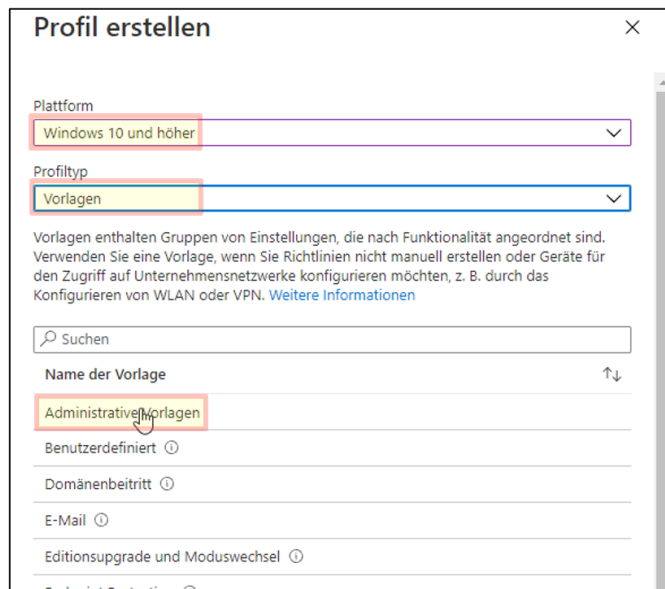 Profil erstellen
Plattform
Windows 10 und höher
Profiltyp
Vorlagen
Vorlagen enthalten Gruppen von Einstellungen, die nach Funktionalität angeordnet sind.
Verwenden Sie eine Vorlage, wenn Sie Richtlinien nicht manuell erstellen oder Geräte für
den Zugriff auf Unternehmensnetzwerke konfigurieren möchten, z. B. durch das
Konfigurieren von WLAN oder VPN. Weitere Informationen
Suchen
Name der Vorlage
Administrative Vorlagen
Benutzerdefiniert
Domänenbeitritt
E-Mail
Editionsupgrade und Moduswechsel